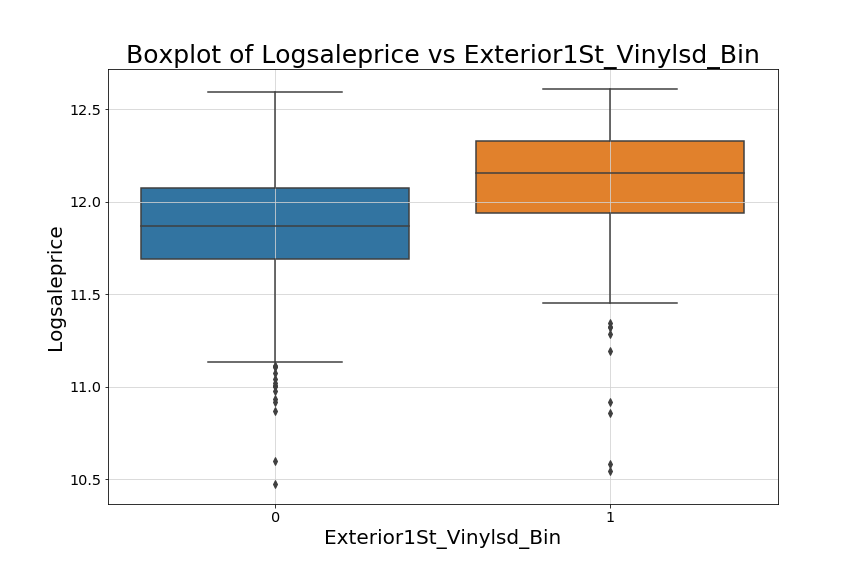 Boxplot of Logsaleprice vs Exterior1St_Vinylsd_Bin
12.5
12.0
11.5
11.0
10.5
Logsaleprice
0
1
Exterior1St_Vinylsd_Bin